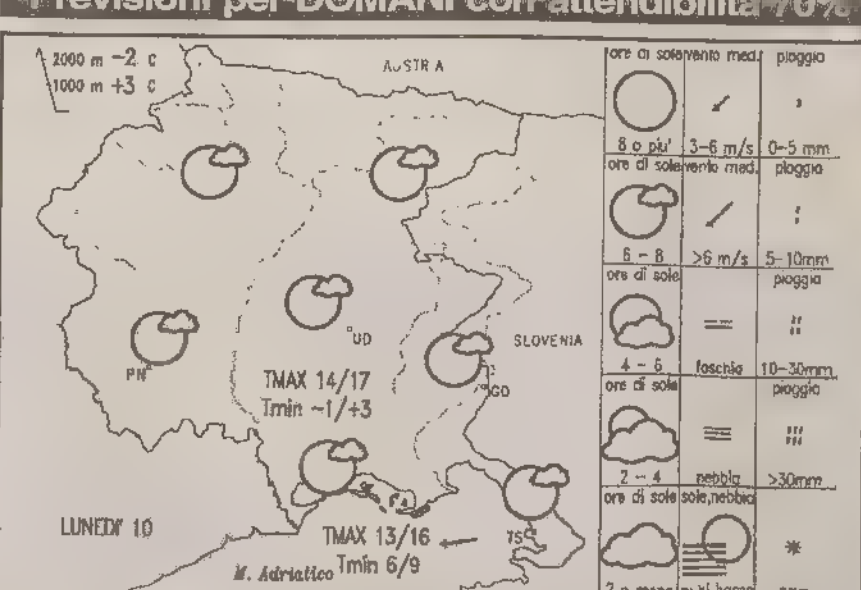 Previsioni per DOMANI con attendibilità 70%
2000 m -2 C
1000 m +3 C
AUSTRIA
SLOVENIA
UD
PN
GO
TMAX 14/17
Tmin -1/+3
LUNEDI' 10
TMAX 13/16
Tmin 6/9
TS
M. Adriatico
ore di sole vento med. pioggia
8 o piu' 3-6 m/s 0-5 mm
ore di sole vento med. pioggia
6 - 8 >6 m/s 5-10mm
ore di sole pioggia
4 - 6 foschia 10-30mm
ore di sole pioggia
2 - 4 nebbia >30mm
ore di sole sole,nebbia